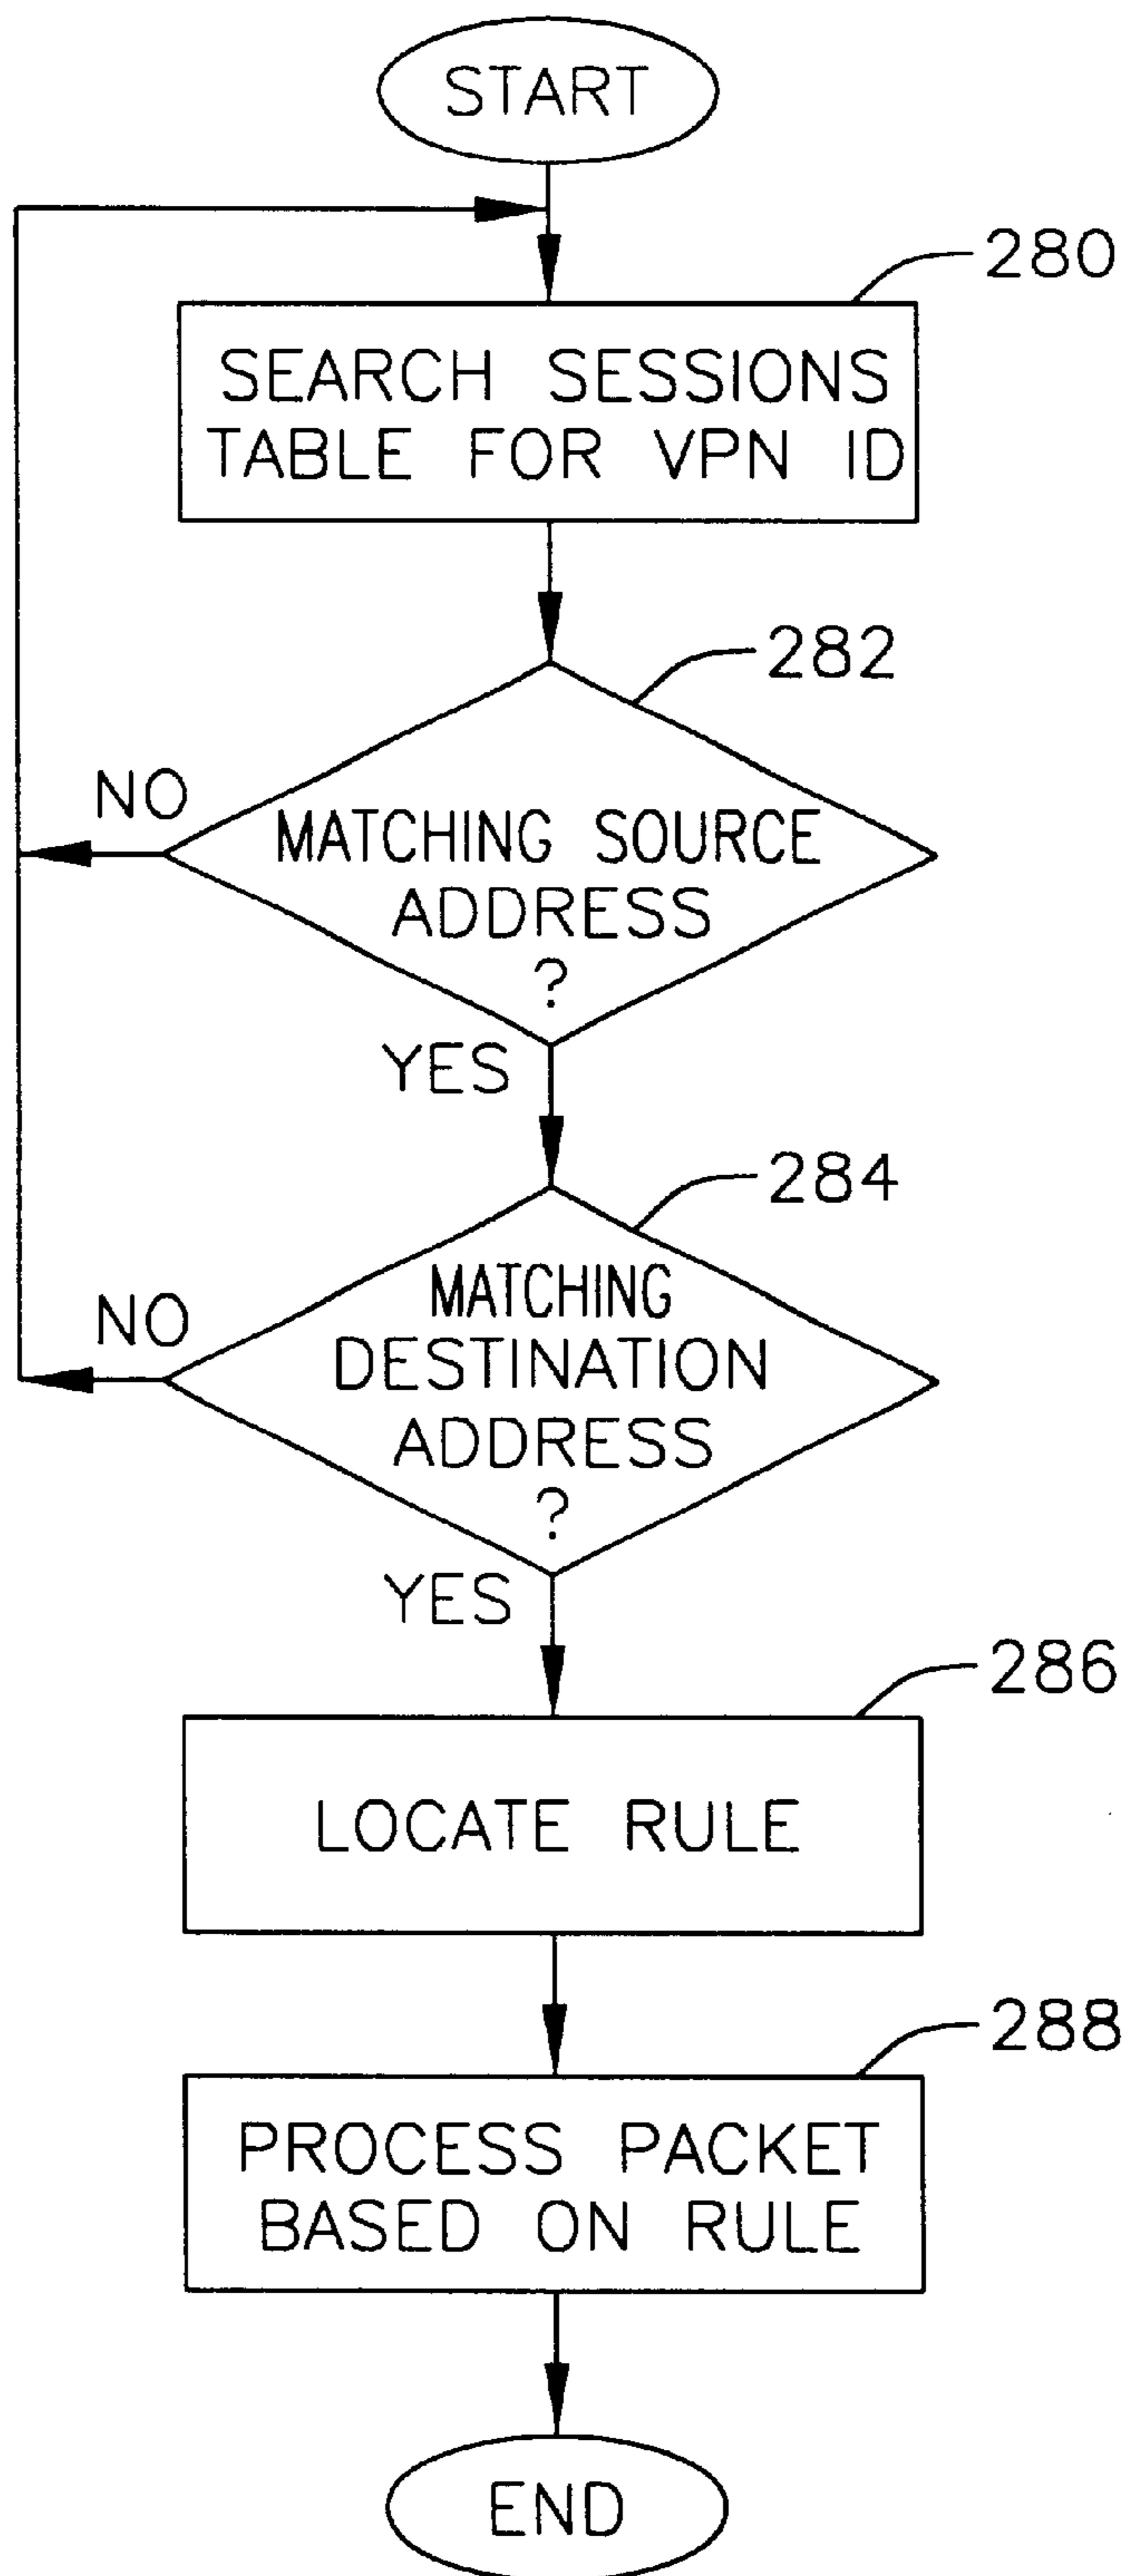 START
280
SEARCH SESSIONS
TABLE FOR VPN ID
282
NO
MATCHING SOURCE
ADDRESS
?
YES
284
NO
MATCHING
DESTINATION
ADDRESS
?
YES
286
LOCATE RULE
288
PROCESS PACKET
BASED ON RULE
END